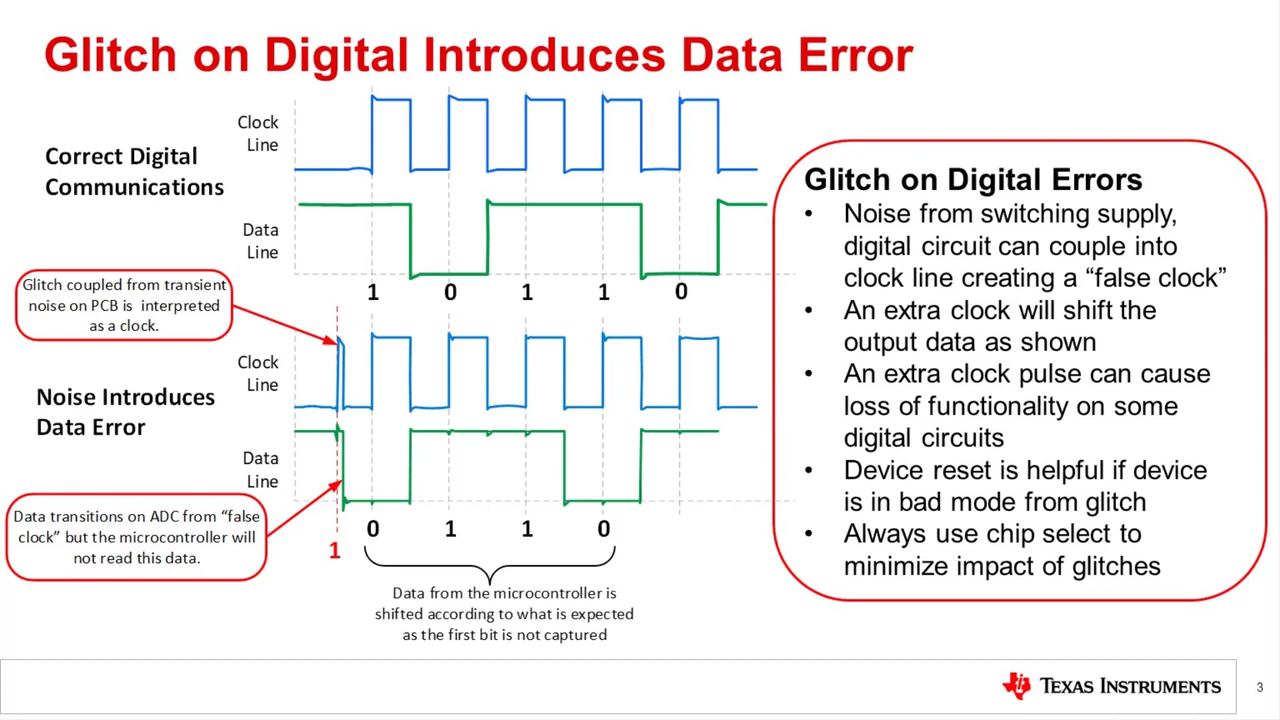 Glitch on Digital Introduces Data Error
Correct Digital
Communications
Clock
Line
Data
Line
1 0 1 1 0
Glitch coupled from transient
noise on PCB is interpreted
as a clock.
Noise Introduces
Data Error
Clock
Line
Data
Line
Data transitions on ADC from “false
clock” but the microcontroller will
not read this data.
1
0 1 1 0
Data from the microcontroller is
shifted according to what is expected
as the first bit is not captured
Glitch on Digital Errors
• Noise from switching supply,
digital circuit can couple into
clock line creating a “false clock”
• An extra clock will shift the
output data as shown
• An extra clock pulse can cause
loss of functionality on some
digital circuits
• Device reset is helpful if device
is in bad mode from glitch
• Always use chip select to
minimize impact of glitches
TEXAS INSTRUMENTS
3